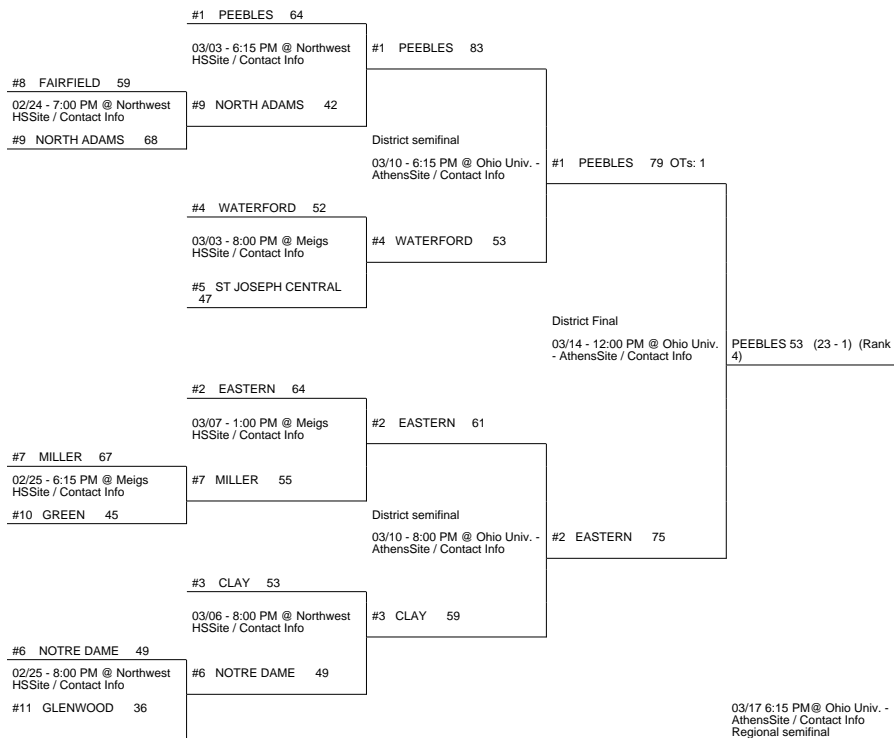 #1 PEEBLES 64
03/03 - 6:15 PM @ Northwest
HSSite / Contact Info
#1 PEEBLES 83
#8 FAIRFIELD 59
02/24 - 7:00 PM @ Northwest
HSSite / Contact Info
#9 NORTH ADAMS 42
#9 NORTH ADAMS 68
District semifinal
03/10 - 6:15 PM @ Ohio Univ. -
AthensSite / Contact Info
#1 PEEBLES 79 OTs: 1
#4 WATERFORD 52
03/03 - 8:00 PM @ Meigs
HSSite / Contact Info
#4 WATERFORD 53
#5 ST JOSEPH CENTRAL
47
District Final
03/14 - 12:00 PM @ Ohio Univ.
- AthensSite / Contact Info
PEEBLES 53 (23 - 1) (Rank
4)
#2 EASTERN 64
03/07 - 1:00 PM @ Meigs
HSSite / Contact Info
#2 EASTERN 61
#7 MILLER 67
02/25 - 6:15 PM @ Meigs
HSSite / Contact Info
#7 MILLER 55
#10 GREEN 45
District semifinal
03/10 - 8:00 PM @ Ohio Univ. -
AthensSite / Contact Info
#2 EASTERN 75
#3 CLAY 53
03/06 - 8:00 PM @ Northwest
HSSite / Contact Info
#3 CLAY 59
#6 NOTRE DAME 49
02/25 - 8:00 PM @ Northwest
HSSite / Contact Info
#6 NOTRE DAME 49
#11 GLENWOOD 36
03/17 6:15 PM@ Ohio Univ. -
AthensSite / Contact Info
Regional semifinal